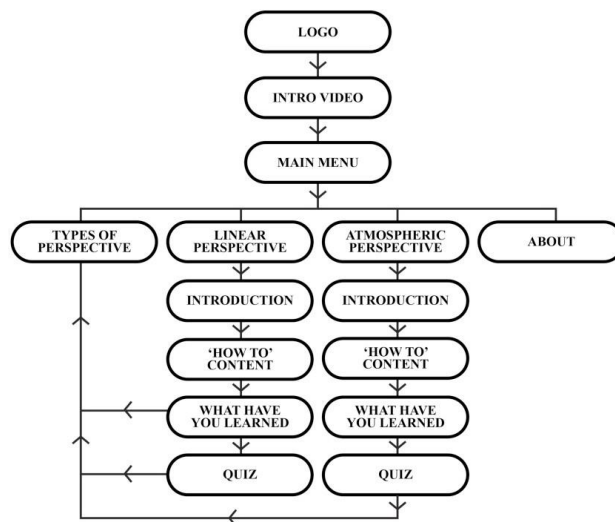 LOGO
INTRO VIDEO
MAIN MENU
TYPES OF
PERSPECTIVE
LINEAR
PERSPECTIVE
ATMOSPHERIC
PERSPECTIVE
ABOUT
INTRODUCTION
INTRODUCTION
‘HOW TO’
CONTENT
‘HOW TO’
CONTENT
WHAT HAVE
YOU LEARNED
WHAT HAVE
YOU LEARNED
QUIZ
QUIZ